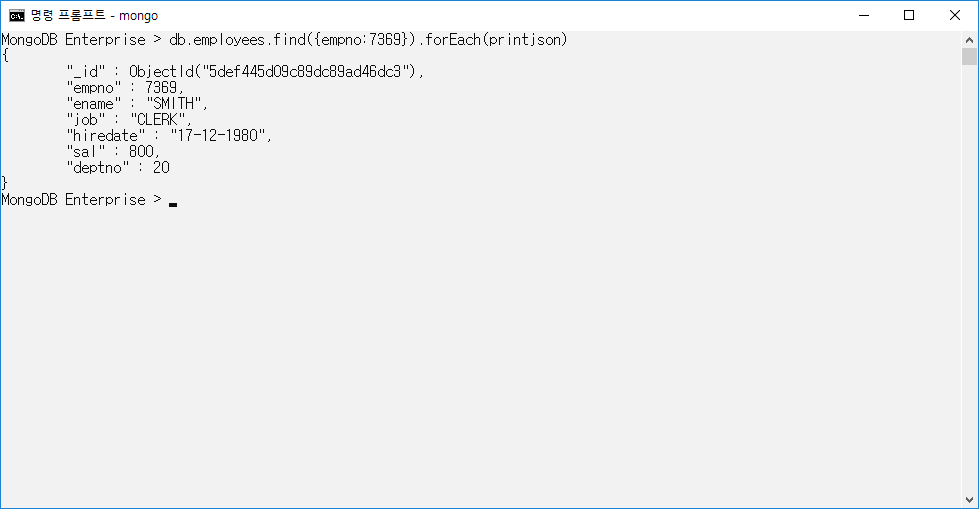 명령 프롬프트 - mongo
MongoDB Enterprise > db.employees.find({empno:7369}).forEach(printjson)
{
        "_id" : ObjectId("5def445d09c89dc89ad46dc3"),
        "empno" : 7369,
        "ename" : "SMITH",
        "job" : "CLERK",
        "hiredate" : "17-12-1980",
        "sal" : 800,
        "deptno" : 20
}
MongoDB Enterprise >